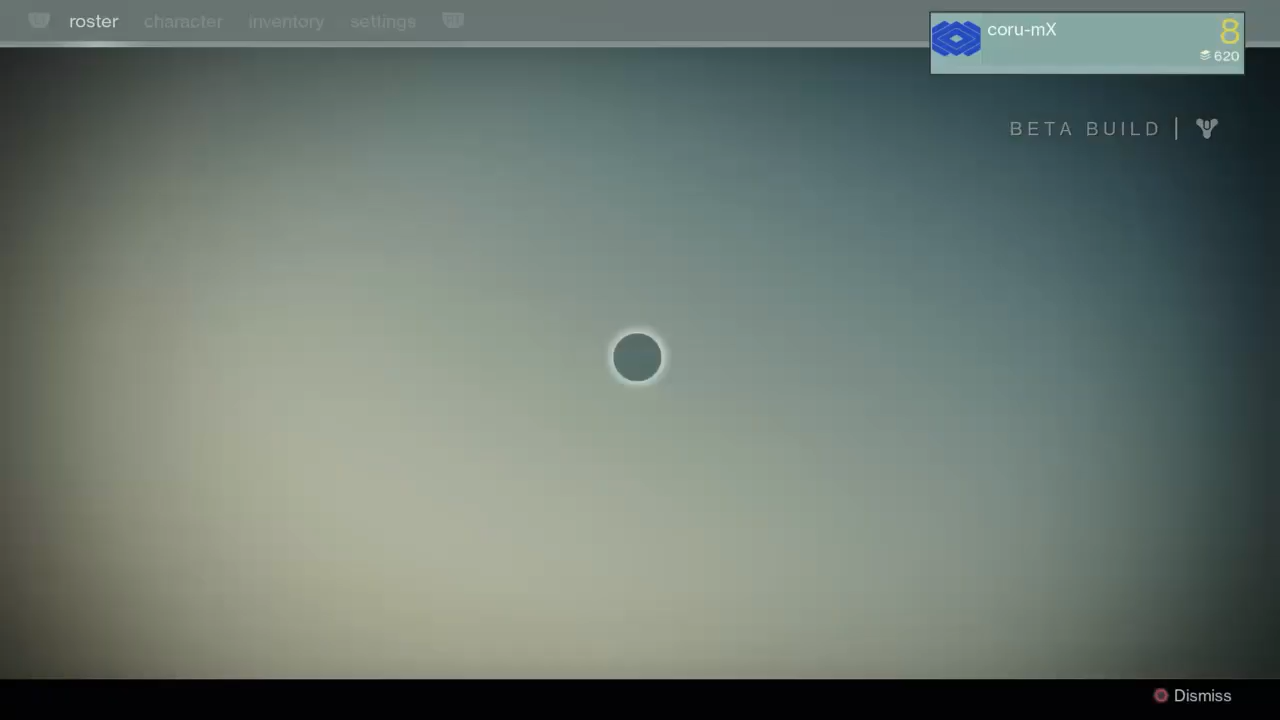 roster character inventory settings
coru-mX 8
620
BETA BUILD |
Dismiss